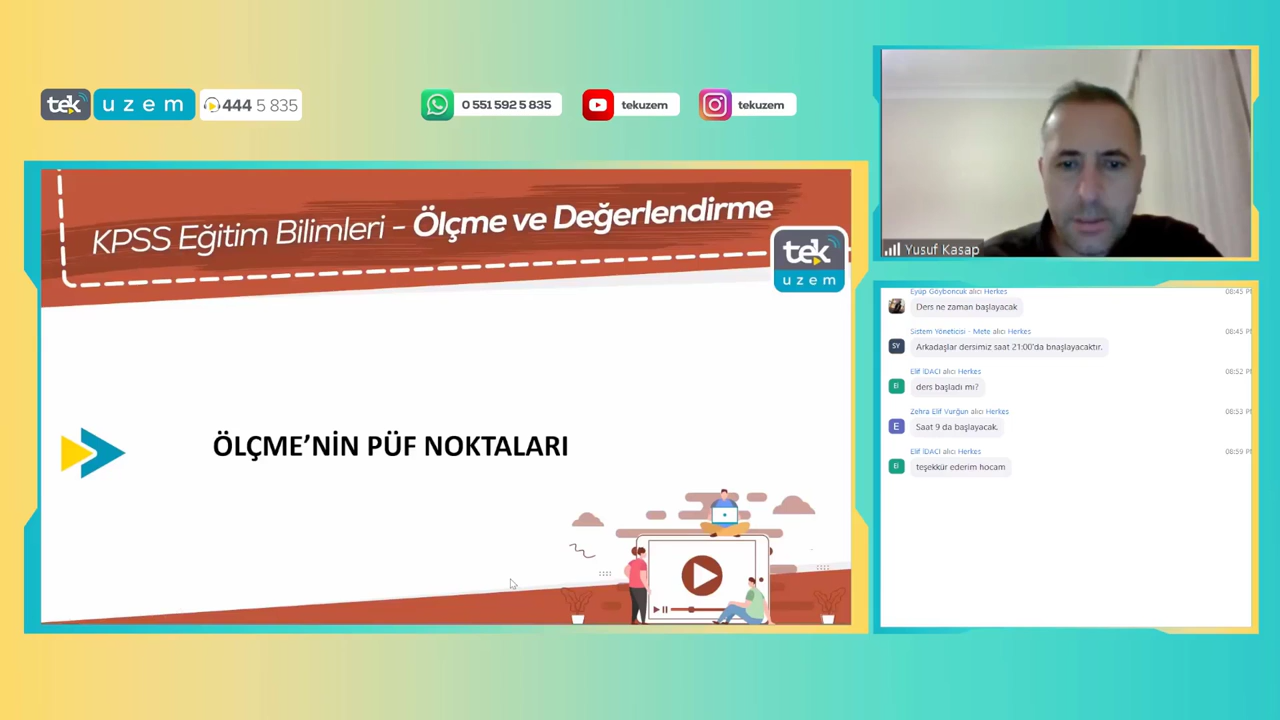 tek uzem 444 5 835
0 551 592 5 835
tekuzem
tekuzem
KPSS Eğitim Bilimleri - Ölçme ve Değerlendirme
tek
uzem
ÖLÇME’NİN PÜF NOKTALARI
Yusuf Kasap
Eyüp Göyboncuk alıcı Herkes 08:45 PM
Ders ne zaman başlayacak
Sistem Yöneticisi - Mete alıcı Herkes 08:45 PM
SY
Arkadaşlar dersimiz saat 21:00'da bnaşlayacaktır.
Elif İDACI alıcı Herkes 08:52 PM
EI
ders başladı mı?
Zehra Elif Vurğun alıcı Herkes 08:53 PM
E
Saat 9 da başlayacak.
Elif İDACI alıcı Herkes 08:59 PM
EI
teşekkür ederim hocam